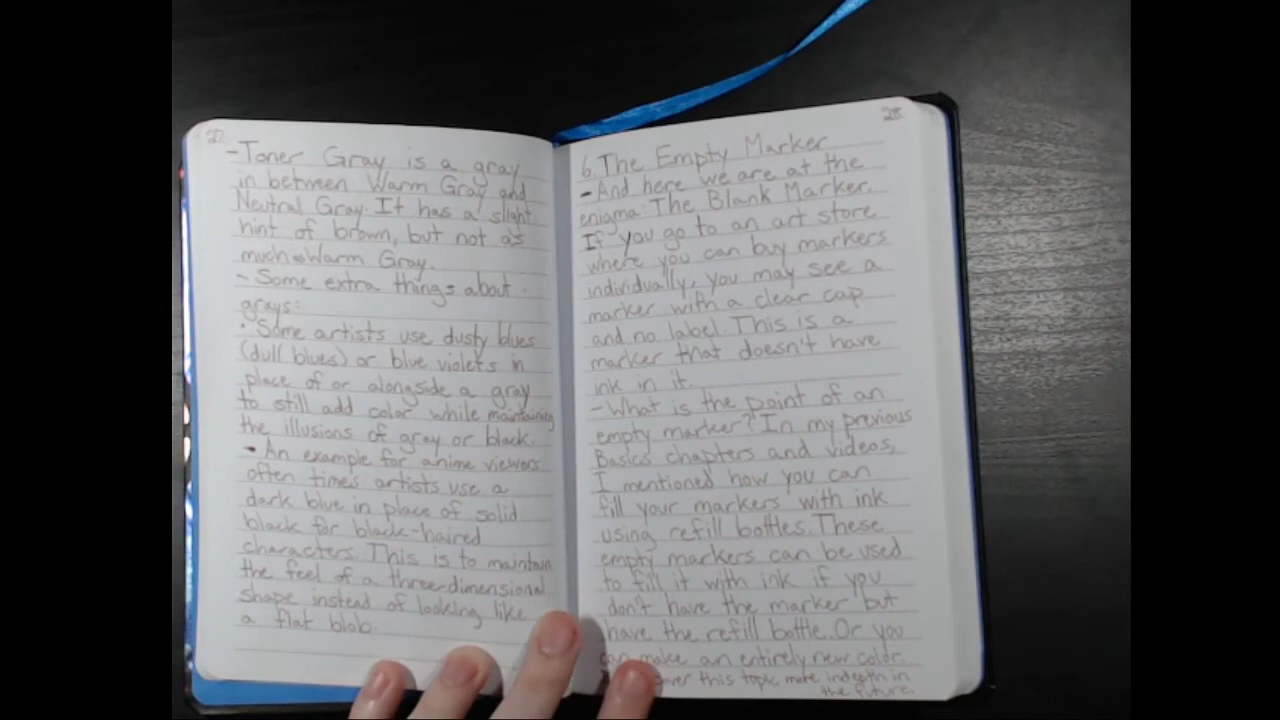 27.
-Toner Gray is a gray
in between Warm Gray and
Neutral Gray. It has a slight
hint of brown, but not as
much as Warm Gray.
- Some extra things about
grays:
• Some artists use dusty blues
(dull blues) or blue violets in
place of or alongside a gray
to still add color while maintaining
the illusions of gray or black.
- An example for anime viewers
often times artists use a
dark blue in place of solid
black for black-haired
characters. This is to maintain
the feel of a three-dimensional
shape instead of looking like
a flat blob.
28.
6. The Empty Marker
- And here we are at the
enigma: The Blank Marker.
If you go to an art store
where you can buy markers
individually, you may see a
marker with a clear cap
and no label. This is a
marker that doesn't have
ink in it.
- What is the point of an
empty marker? In my previous
Basics chapters and videos,
I mentioned how you can
fill your markers with ink
using refill bottles. These
empty markers can be used
to fill it with ink if you
don't have the marker but
have the refill bottle. Or you
can make an entirely new color.
over this topic more indepth in
the future.